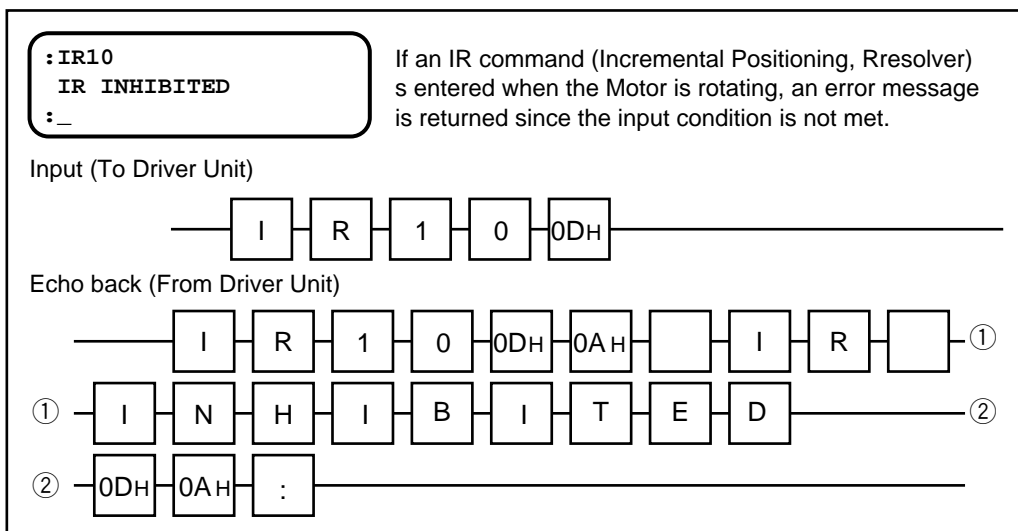 :IR10
IR INHIBITED
:_
If an IR command (Incremental Positioning, Rresolver)
s entered when the Motor is rotating, an error message
is returned since the input condition is not met.
Input (To Driver Unit)
I R 1 0 0DH
Echo back (From Driver Unit)
I R 1 0 0DH 0AH I R ①
① I N H I B I T E D ②
② 0DH 0AH :